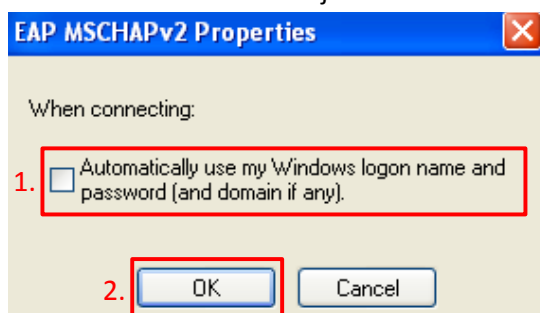 EAP MSCHAPv2 Properties
When connecting:
1. Automatically use my Windows logon name and
password (and domain if any).
2. OK Cancel